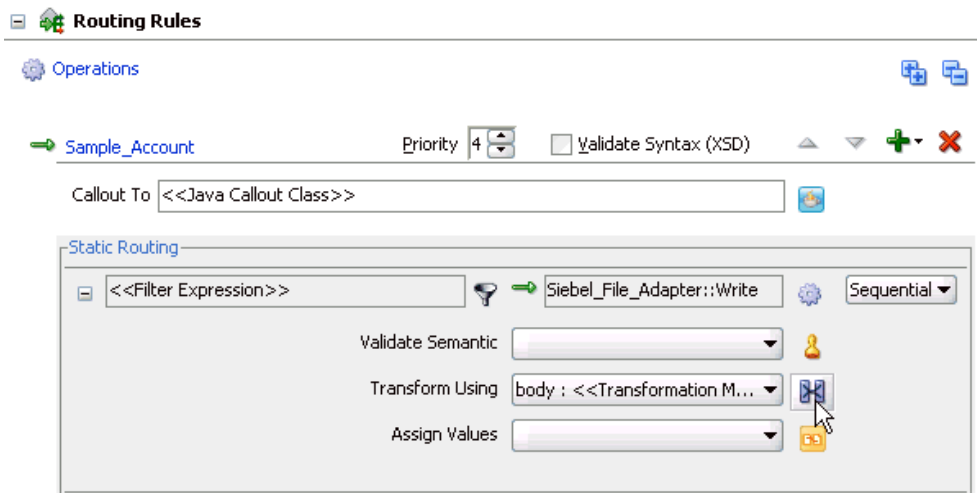 Routing Rules
Operations
Sample_Account Priority 4 Validate Syntax (XSD)
Callout To <<Java Callout Class>>
Static Routing
<<Filter Expression>> Siebel_File_Adapter::Write Sequential
Validate Semantic
Transform Using body : <<Transformation M...
Assign Values